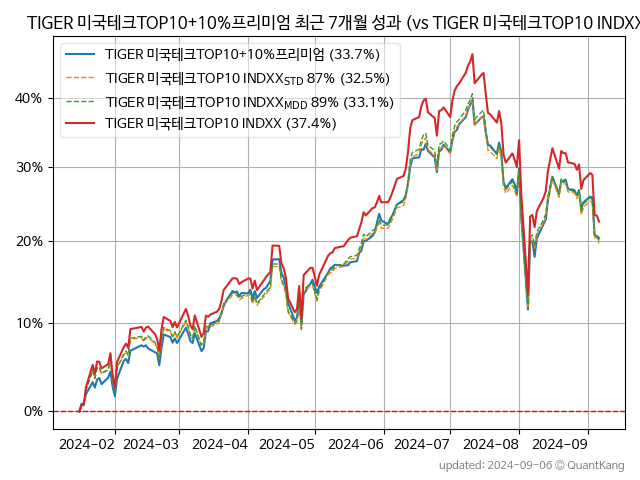 TIGER 미국테크TOP10+10%프리미엄 최근 7개월 성과 (vs TIGER 미국테크TOP10 INDXX
TIGER 미국테크TOP10+10%프리미엄 (33.7%)
TIGER 미국테크TOP10 INDXX_STD 87% (32.5%)
TIGER 미국테크TOP10 INDXX_MDD 89% (33.1%)
TIGER 미국테크TOP10 INDXX (37.4%)
40%
30%
20%
10%
0%
2024-02 2024-03 2024-04 2024-05 2024-06 2024-07 2024-08 2024-09
updated: 2024-09-06 © QuantKang